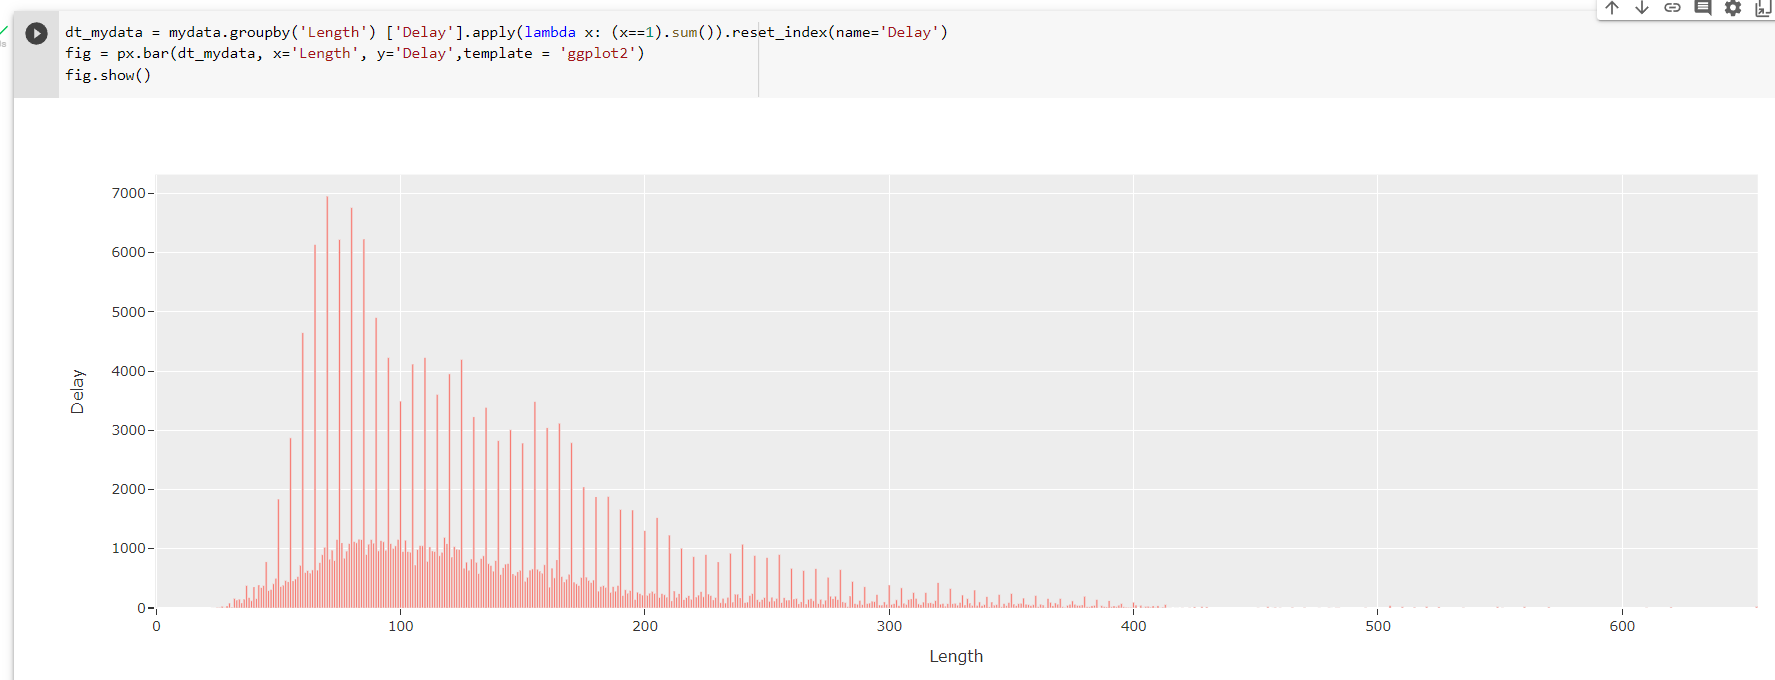 dt_mydata = mydata.groupby('Length') ['Delay'].apply(lambda x: (x==1).sum()).reset_index(name='Delay')
fig = px.bar(dt_mydata, x='Length', y='Delay',template = 'ggplot2')
fig.show()
7000
6000
5000
4000
3000
2000
1000
0
Delay
0 100 200 300 400 500 600
Length